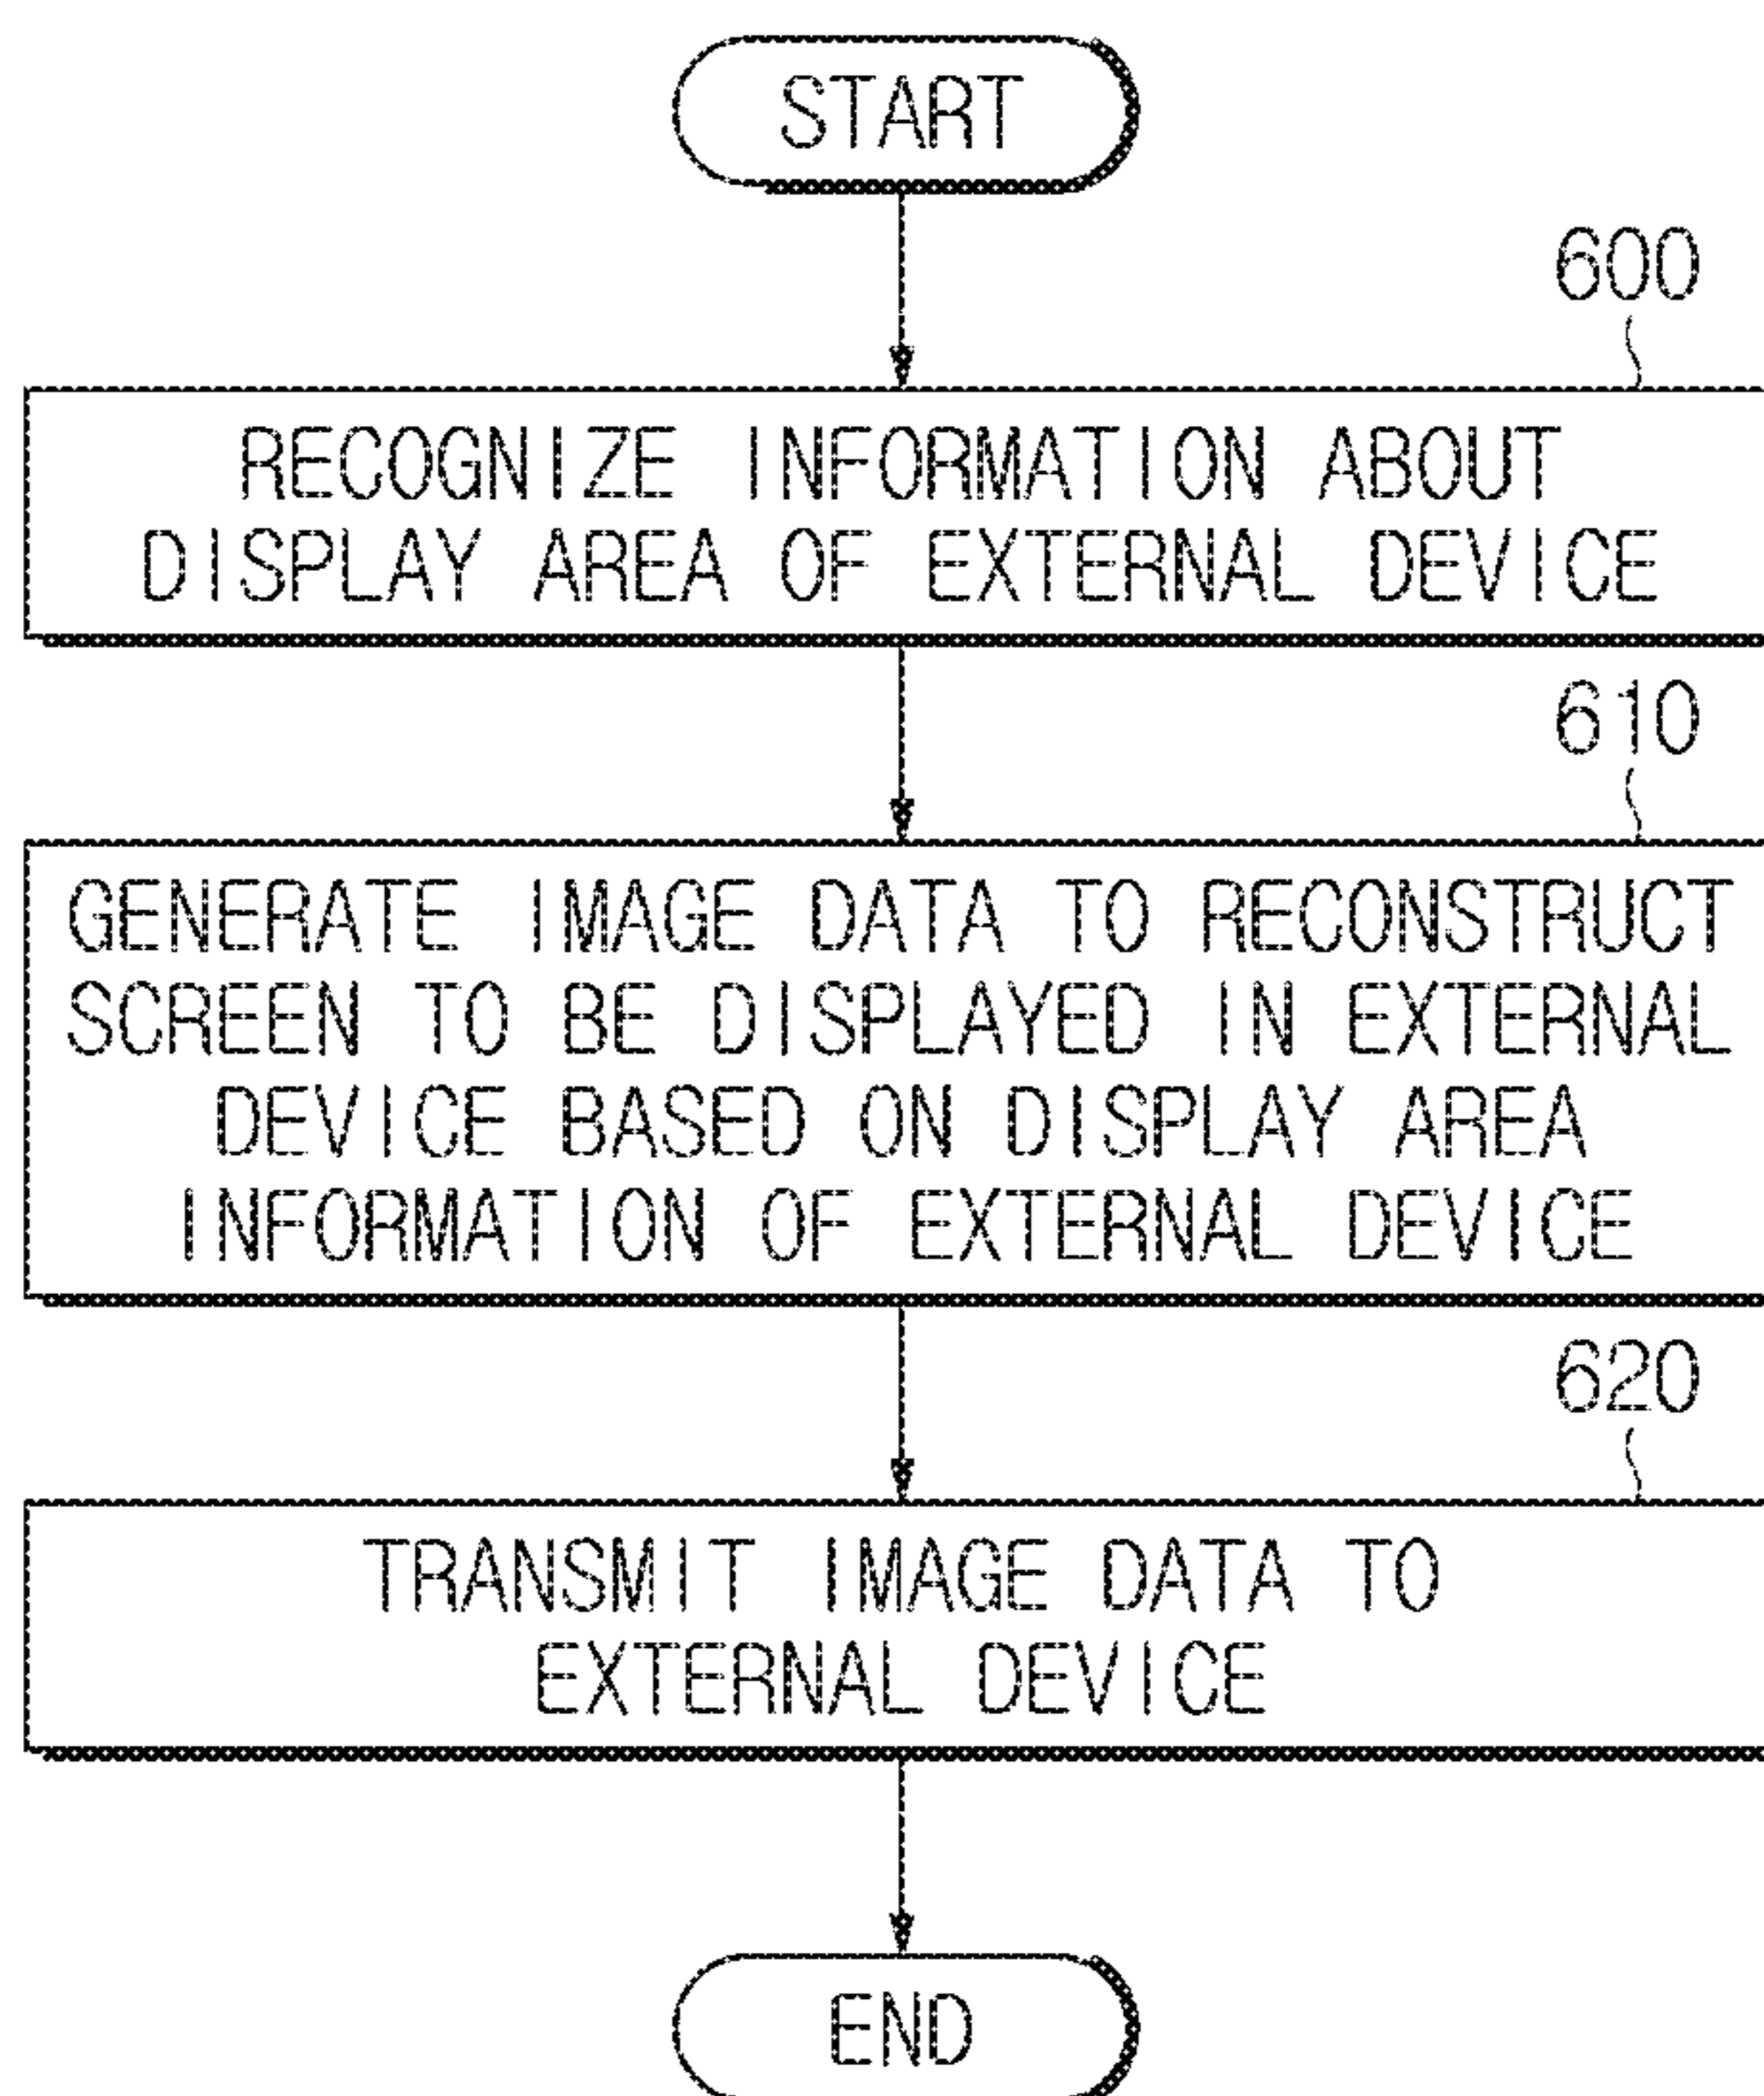 START
600
RECOGNIZE INFORMATION ABOUT
DISPLAY AREA OF EXTERNAL DEVICE
610
GENERATE IMAGE DATA TO RECONSTRUCT
SCREEN TO BE DISPLAYED IN EXTERNAL
DEVICE BASED ON DISPLAY AREA
INFORMATION OF EXTERNAL DEVICE
620
TRANSMIT IMAGE DATA TO
EXTERNAL DEVICE
END